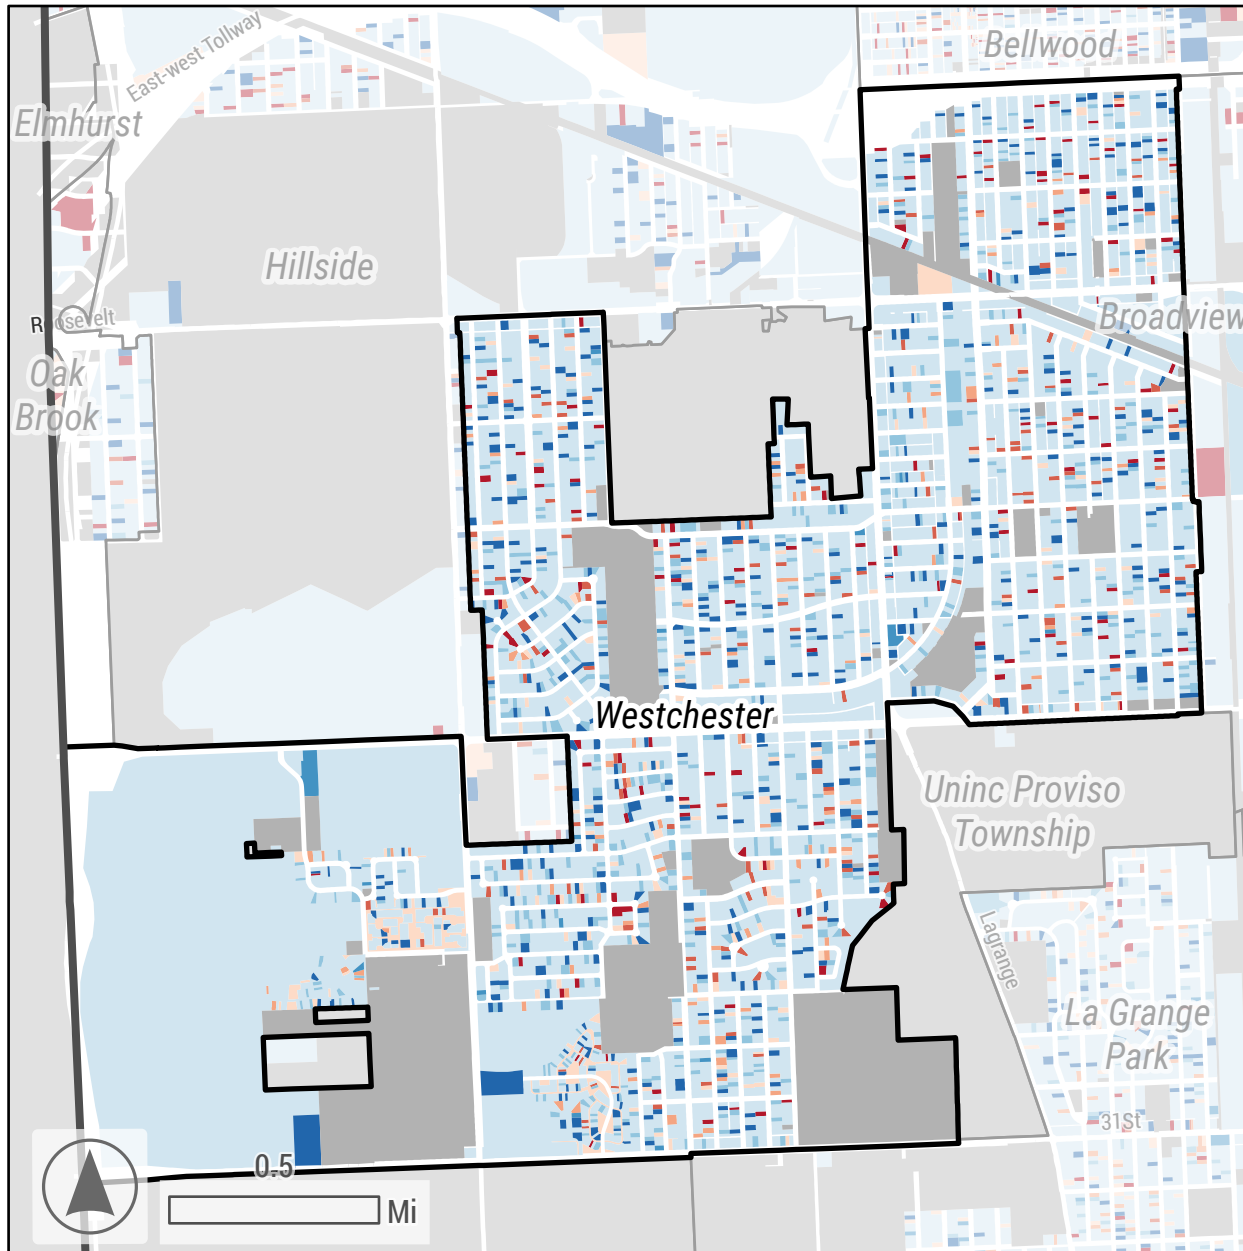 Bellwood
East-west Tollway
Elmhurst
Hillside
Roosevelt
Broadview
Oak
Brook
Westchester
Uninc Proviso
Township
Lagrange
La Grange
Park
31St
0.5
Mi